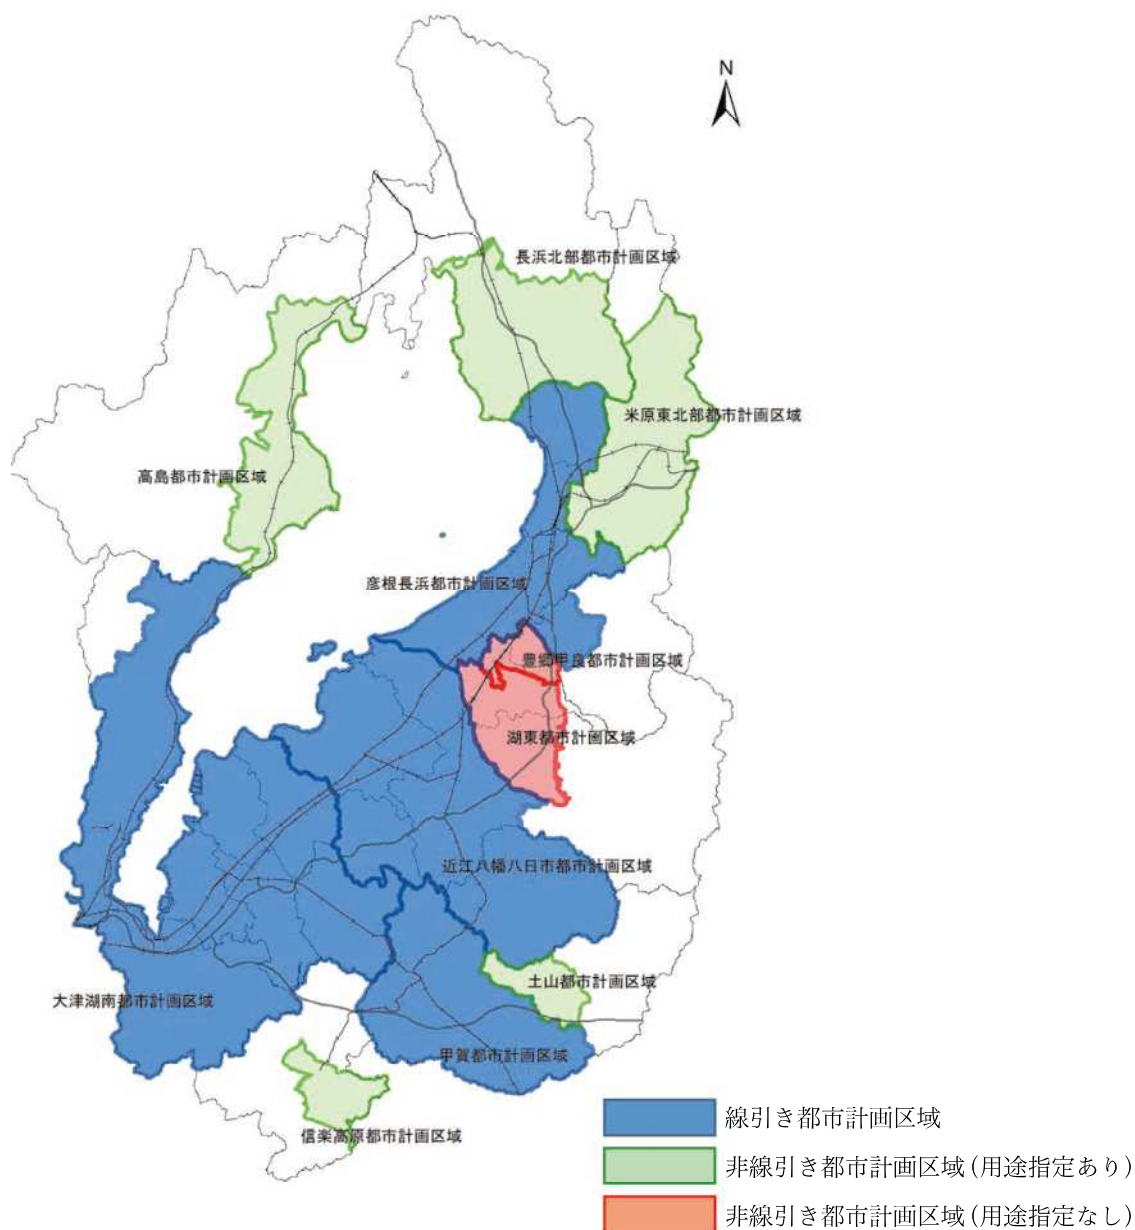 N
長浜北部都市計画区域
米原東北部都市計画区域
高島都市計画区域
彦根長浜都市計画区域
豊郷甲良都市計画区域
湖東都市計画区域
近江八幡八日市都市計画区域
土山都市計画区域
大津湖南都市計画区域
甲賀都市計画区域
信楽高原都市計画区域
線引き都市計画区域
非線引き都市計画区域(用途指定あり)
非線引き都市計画区域(用途指定なし)